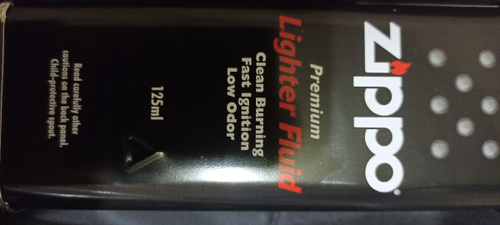 zippo
Premium
Lighter Fluid
Clean Burning
Fast Ignition
Low Odor
125ml
Read carefully other
cautions on the back panel.
Child-protective spout.